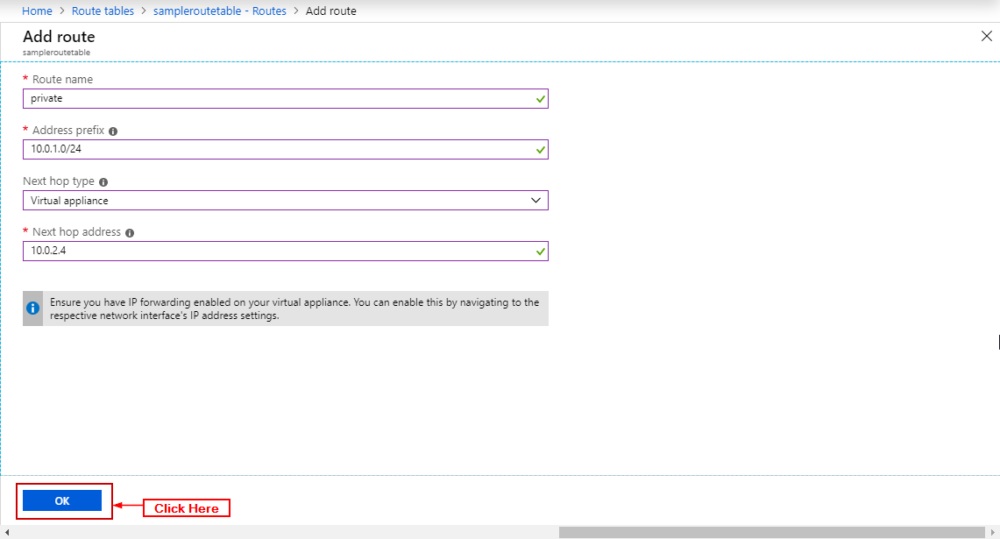 Home > Route tables > sampleroutetable - Routes > Add route
Add route
sampleroutetable
* Route name
private
* Address prefix
10.0.1.0/24
Next hop type
Virtual appliance
* Next hop address
10.0.2.4
Ensure you have IP forwarding enabled on your virtual appliance. You can enable this by navigating to the
respective network interface's IP address settings.
OK
Click Here